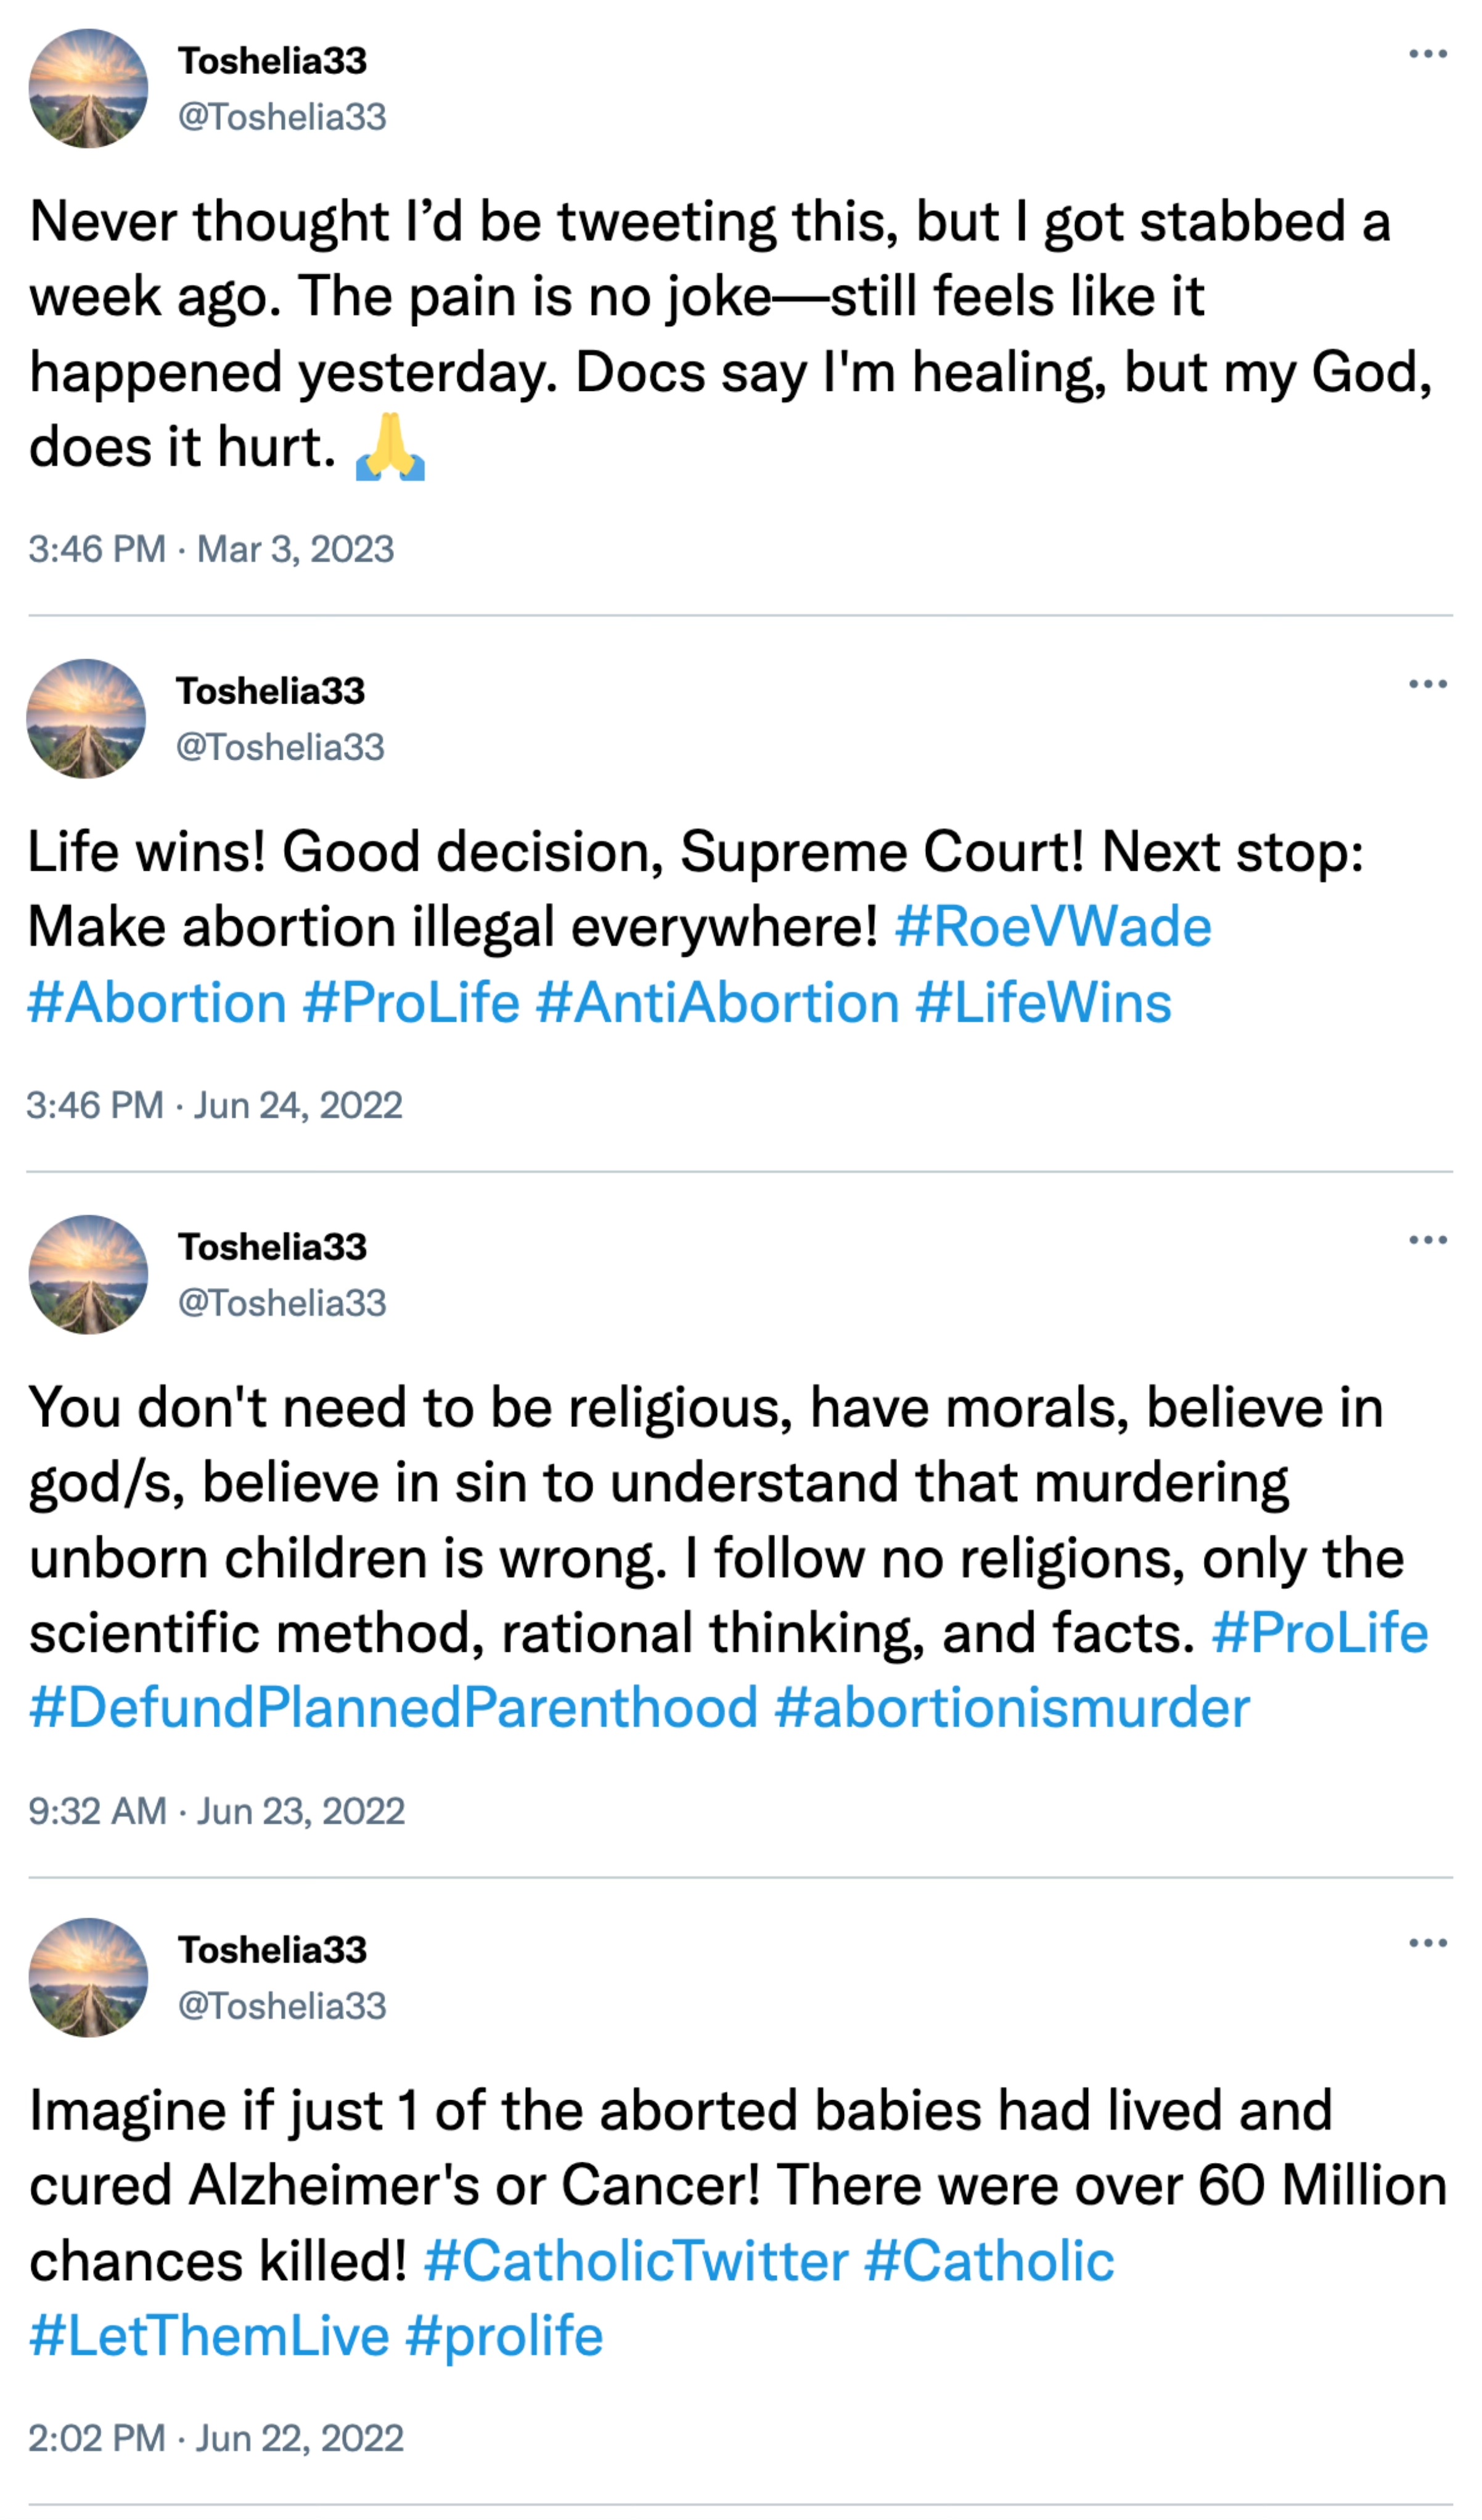 Toshelia33
@Toshelia33
Never thought I’d be tweeting this, but I got stabbed a
week ago. The pain is no joke—still feels like it
happened yesterday. Docs say I'm healing, but my God,
does it hurt. 🙏
3:46 PM · Mar 3, 2023
Toshelia33
@Toshelia33
Life wins! Good decision, Supreme Court! Next stop:
Make abortion illegal everywhere! #RoeVWade
#Abortion #ProLife #AntiAbortion #LifeWins
3:46 PM · Jun 24, 2022
Toshelia33
@Toshelia33
You don't need to be religious, have morals, believe in
god/s, believe in sin to understand that murdering
unborn children is wrong. I follow no religions, only the
scientific method, rational thinking, and facts. #ProLife
#DefundPlannedParenthood #abortionismurder
9:32 AM · Jun 23, 2022
Toshelia33
@Toshelia33
Imagine if just 1 of the aborted babies had lived and
cured Alzheimer's or Cancer! There were over 60 Million
chances killed! #CatholicTwitter #Catholic
#LetThemLive #prolife
2:02 PM · Jun 22, 2022